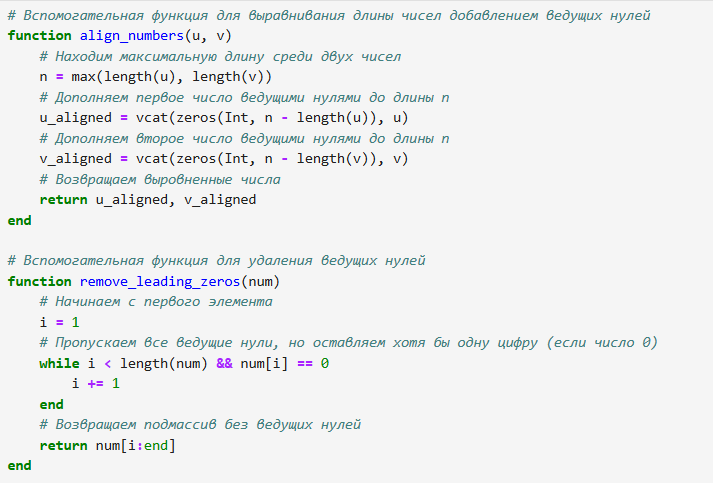 # Вспомогательная функция для выравнивания длины чисел добавлением ведущих нулей
function align_numbers(u, v)
    # Находим максимальную длину среди двух чисел
    n = max(length(u), length(v))
    # Дополняем первое число ведущими нулями до длины n
    u_aligned = vcat(zeros(Int, n - length(u)), u)
    # Дополняем второе число ведущими нулями до длины n
    v_aligned = vcat(zeros(Int, n - length(v)), v)
    # Возвращаем выровненные числа
    return u_aligned, v_aligned
end

# Вспомогательная функция для удаления ведущих нулей
function remove_leading_zeros(num)
    # Начинаем с первого элемента
    i = 1
    # Пропускаем все ведущие нули, но оставляем хотя бы одну цифру (если число 0)
    while i < length(num) && num[i] == 0
        i += 1
    end
    # Возвращаем подмассив без ведущих нулей
    return num[i:end]
end